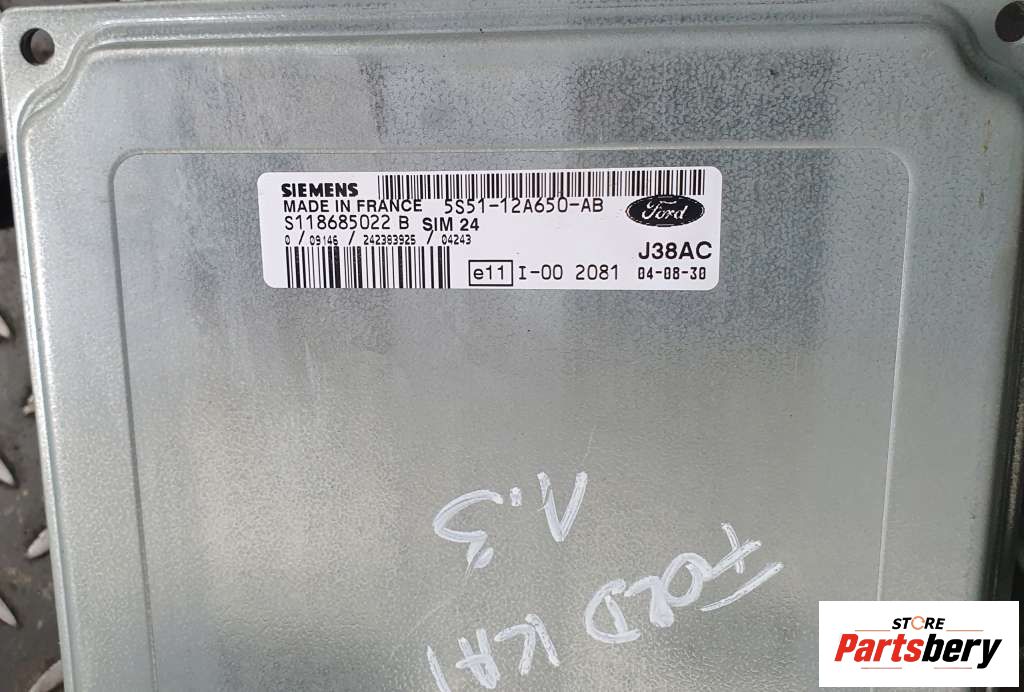 SIEMENS
MADE IN FRANCE 5S51-12A650-AB
Ford
S118685022 B SIM 24
0 / 09146 / 242383925 / 04243
J38AC
e11 I-00 2081 04-08-30
1.3
FORD KA
STORE
Partsbery